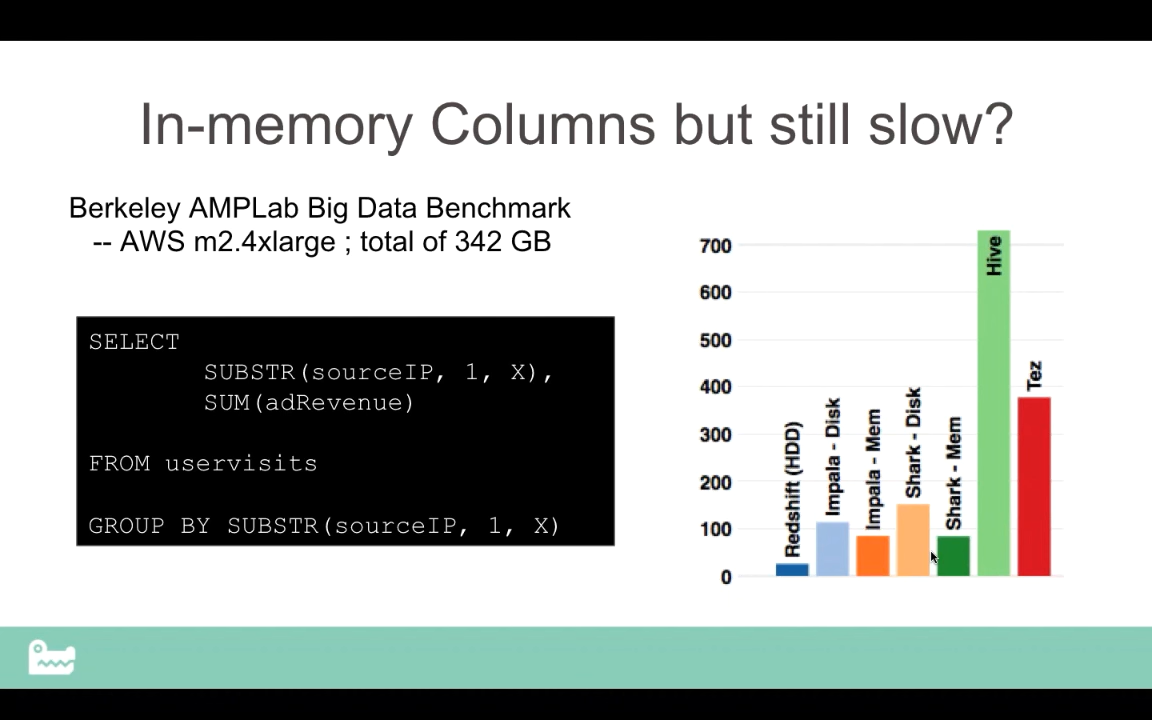 In-memory Columns but still slow?
Berkeley AMPLab Big Data Benchmark
-- AWS m2.4xlarge ; total of 342 GB
SELECT
SUBSTR(sourceIP, 1, X),
SUM(adRevenue)
FROM uservisits
GROUP BY SUBSTR(sourceIP, 1, X)
700
600
500
400
300
200
100
0
Redshift (HDD)
Impala - Disk
Impala - Mem
Shark - Disk
Shark - Mem
Hive
Tez